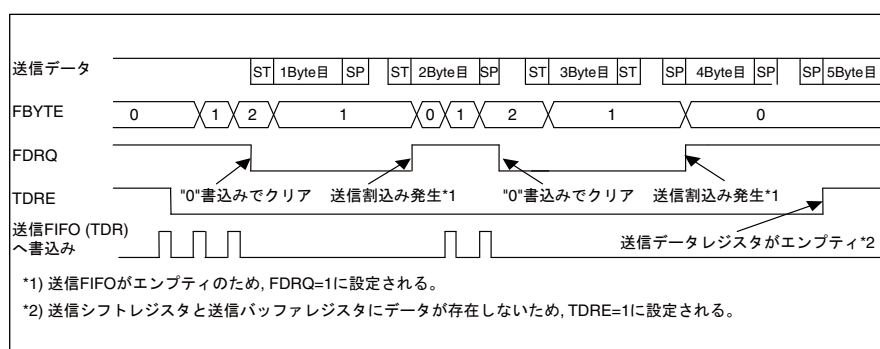 送信データ ST 1Byte目 SP ST 2Byte目 SP ST 3Byte目 ST SP 4Byte目 SP SP 5Byte目
FBYTE 0 1 2 1 0 1 2 1 0
FDRQ
"0"書込みでクリア 送信割込み発生*1 "0"書込みでクリア 送信割込み発生*1
TDRE
送信FIFO (TDR)
へ書込み
送信データレジスタがエンプティ*2
*1) 送信FIFOがエンプティのため, FDRQ=1に設定される。
*2) 送信シフトレジスタと送信バッファレジスタにデータが存在しないため, TDRE=1に設定される。